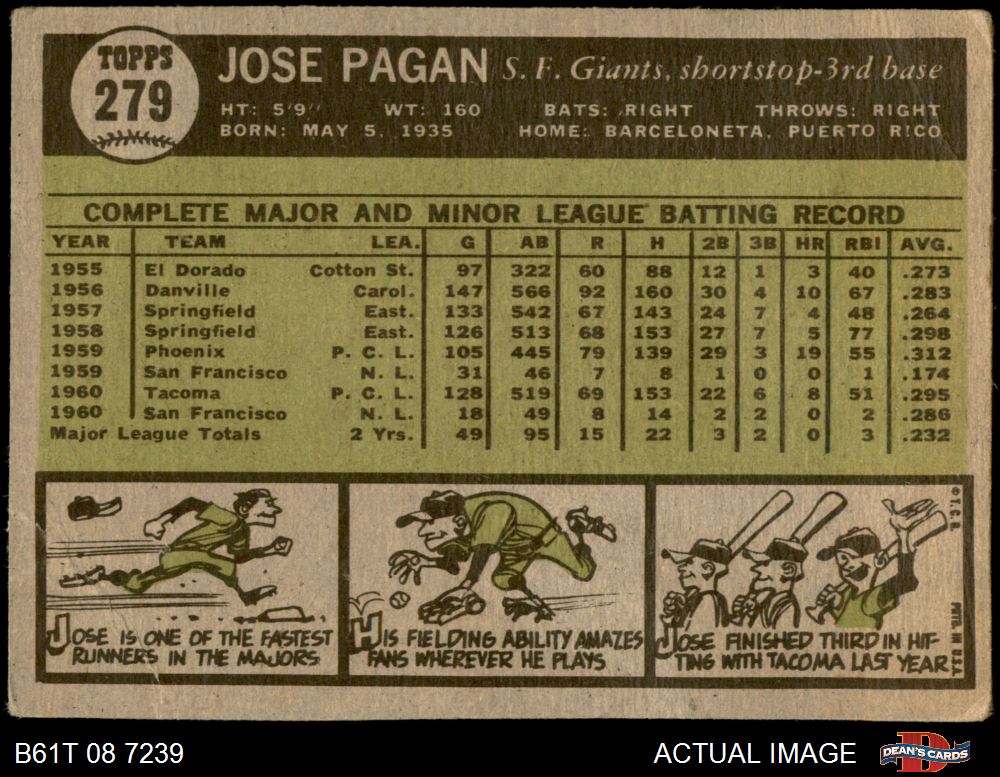 TOPPS
279
JOSE PAGAN S. F. Giants, shortstop-3rd base
HT: 5'9" WT: 160 BATS: RIGHT THROWS: RIGHT
BORN: MAY 5, 1935 HOME: BARCELONETA, PUERTO RICO
COMPLETE MAJOR AND MINOR LEAGUE BATTING RECORD
YEAR TEAM LEA. G AB R H 2B 3B HR RBI AVG.
1955 El Dorado Cotton St. 97 322 60 88 12 1 3 40 .273
1956 Danville Carol. 147 566 92 160 30 4 10 67 .283
1957 Springfield East. 133 542 67 143 24 7 4 48 .264
1958 Springfield East. 126 513 68 153 27 7 5 77 .298
1959 Phoenix P. C. L. 105 445 79 139 29 3 19 55 .312
1959 San Francisco N. L. 31 46 7 8 1 0 0 1 .174
1960 Tacoma P. C. L. 128 519 69 153 22 6 8 51 .295
1960 San Francisco N. L. 18 49 8 14 2 2 0 2 .286
Major League Totals 2 Yrs. 49 95 15 22 3 2 0 3 .232
JOSE IS ONE OF THE FASTEST
RUNNERS IN THE MAJORS
HIS FIELDING ABILITY AMAZES
FANS WHEREVER HE PLAYS
JOSE FINISHED THIRD IN HIT-
TING WITH TACOMA LAST YEAR
© T. C. G. PRTD. IN U.S.A.
B61T 08 7239
ACTUAL IMAGE
DEAN'S CARDS